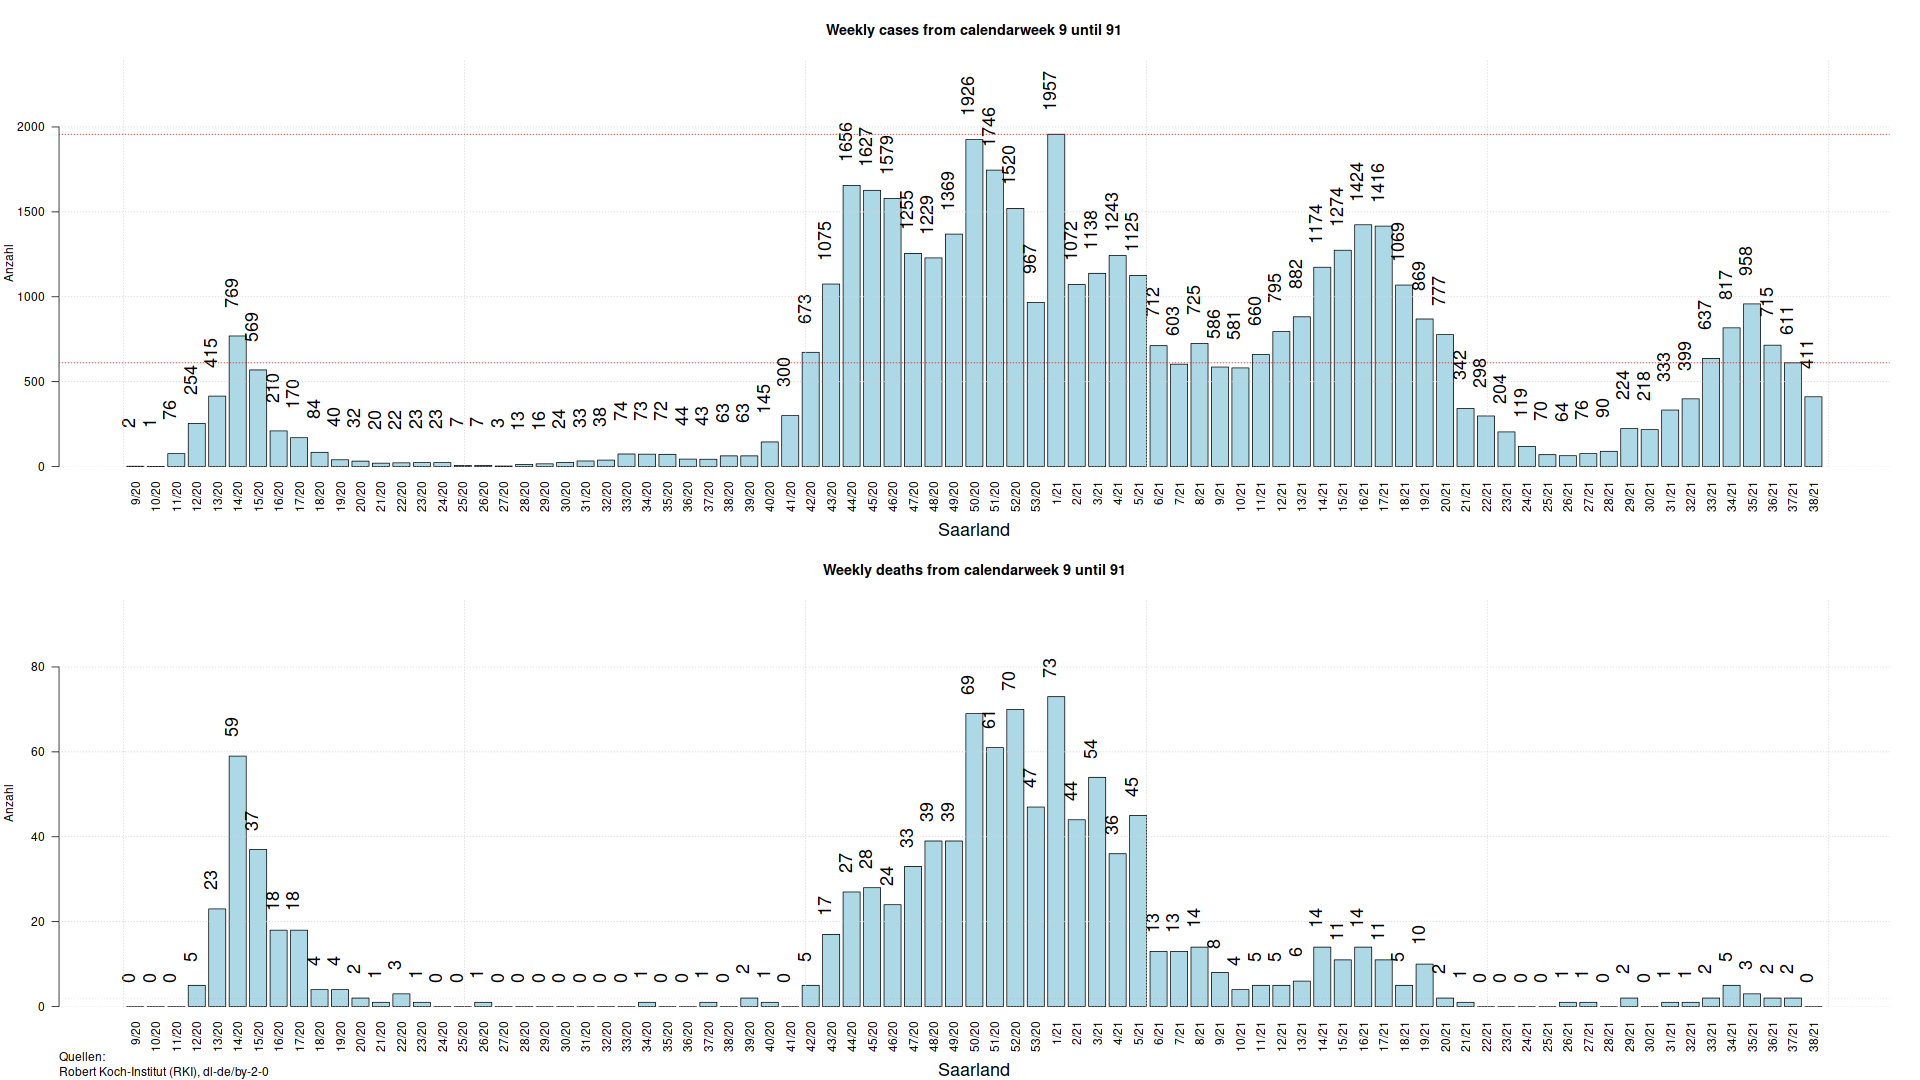 Weekly cases from calendarweek 9 until 91
Anzahl
2000
1500
1000
500
0
2 1 76 254 415 769 569 210 170 84 40 32 20 22 23 23 7 7 3 13 16 24 33 38 74 73 72 44 43 63 63 145 300 673 1075 1656 1627 1579 1255 1229 1369 1926 1746 1520 967 1957 1072 1138 1243 1125 712 603 725 586 581 660 795 882 1174 1274 1424 1416 1069 869 777 342 298 204 119 70 64 76 90 224 218 333 399 637 817 958 715 611 411
9/20 10/20 11/20 12/20 13/20 14/20 15/20 16/20 17/20 18/20 19/20 20/20 21/20 22/20 23/20 24/20 25/20 26/20 27/20 28/20 29/20 30/20 31/20 32/20 33/20 34/20 35/20 36/20 37/20 38/20 39/20 40/20 41/20 42/20 43/20 44/20 45/20 46/20 47/20 48/20 49/20 50/20 51/20 52/20 53/20 1/21 2/21 3/21 4/21 5/21 6/21 7/21 8/21 9/21 10/21 11/21 12/21 13/21 14/21 15/21 16/21 17/21 18/21 19/21 20/21 21/21 22/21 23/21 24/21 25/21 26/21 27/21 28/21 29/21 30/21 31/21 32/21 33/21 34/21 35/21 36/21 37/21 38/21
Saarland
Weekly deaths from calendarweek 9 until 91
Anzahl
80
60
40
20
0
0 0 0 5 23 59 37 18 18 4 4 2 1 3 1 0 0 1 0 0 0 0 0 0 0 1 0 0 1 0 2 1 0 5 17 27 28 24 33 39 39 69 61 70 47 73 44 54 36 45 13 13 14 8 4 5 5 6 14 11 14 11 5 10 2 1 0 0 0 0 1 1 0 2 0 1 1 2 5 3 2 2 0
9/20 10/20 11/20 12/20 13/20 14/20 15/20 16/20 17/20 18/20 19/20 20/20 21/20 22/20 23/20 24/20 25/20 26/20 27/20 28/20 29/20 30/20 31/20 32/20 33/20 34/20 35/20 36/20 37/20 38/20 39/20 40/20 41/20 42/20 43/20 44/20 45/20 46/20 47/20 48/20 49/20 50/20 51/20 52/20 53/20 1/21 2/21 3/21 4/21 5/21 6/21 7/21 8/21 9/21 10/21 11/21 12/21 13/21 14/21 15/21 16/21 17/21 18/21 19/21 20/21 21/21 22/21 23/21 24/21 25/21 26/21 27/21 28/21 29/21 30/21 31/21 32/21 33/21 34/21 35/21 36/21 37/21 38/21
Saarland
Quellen:
Robert Koch-Institut (RKI), dl-de/by-2-0